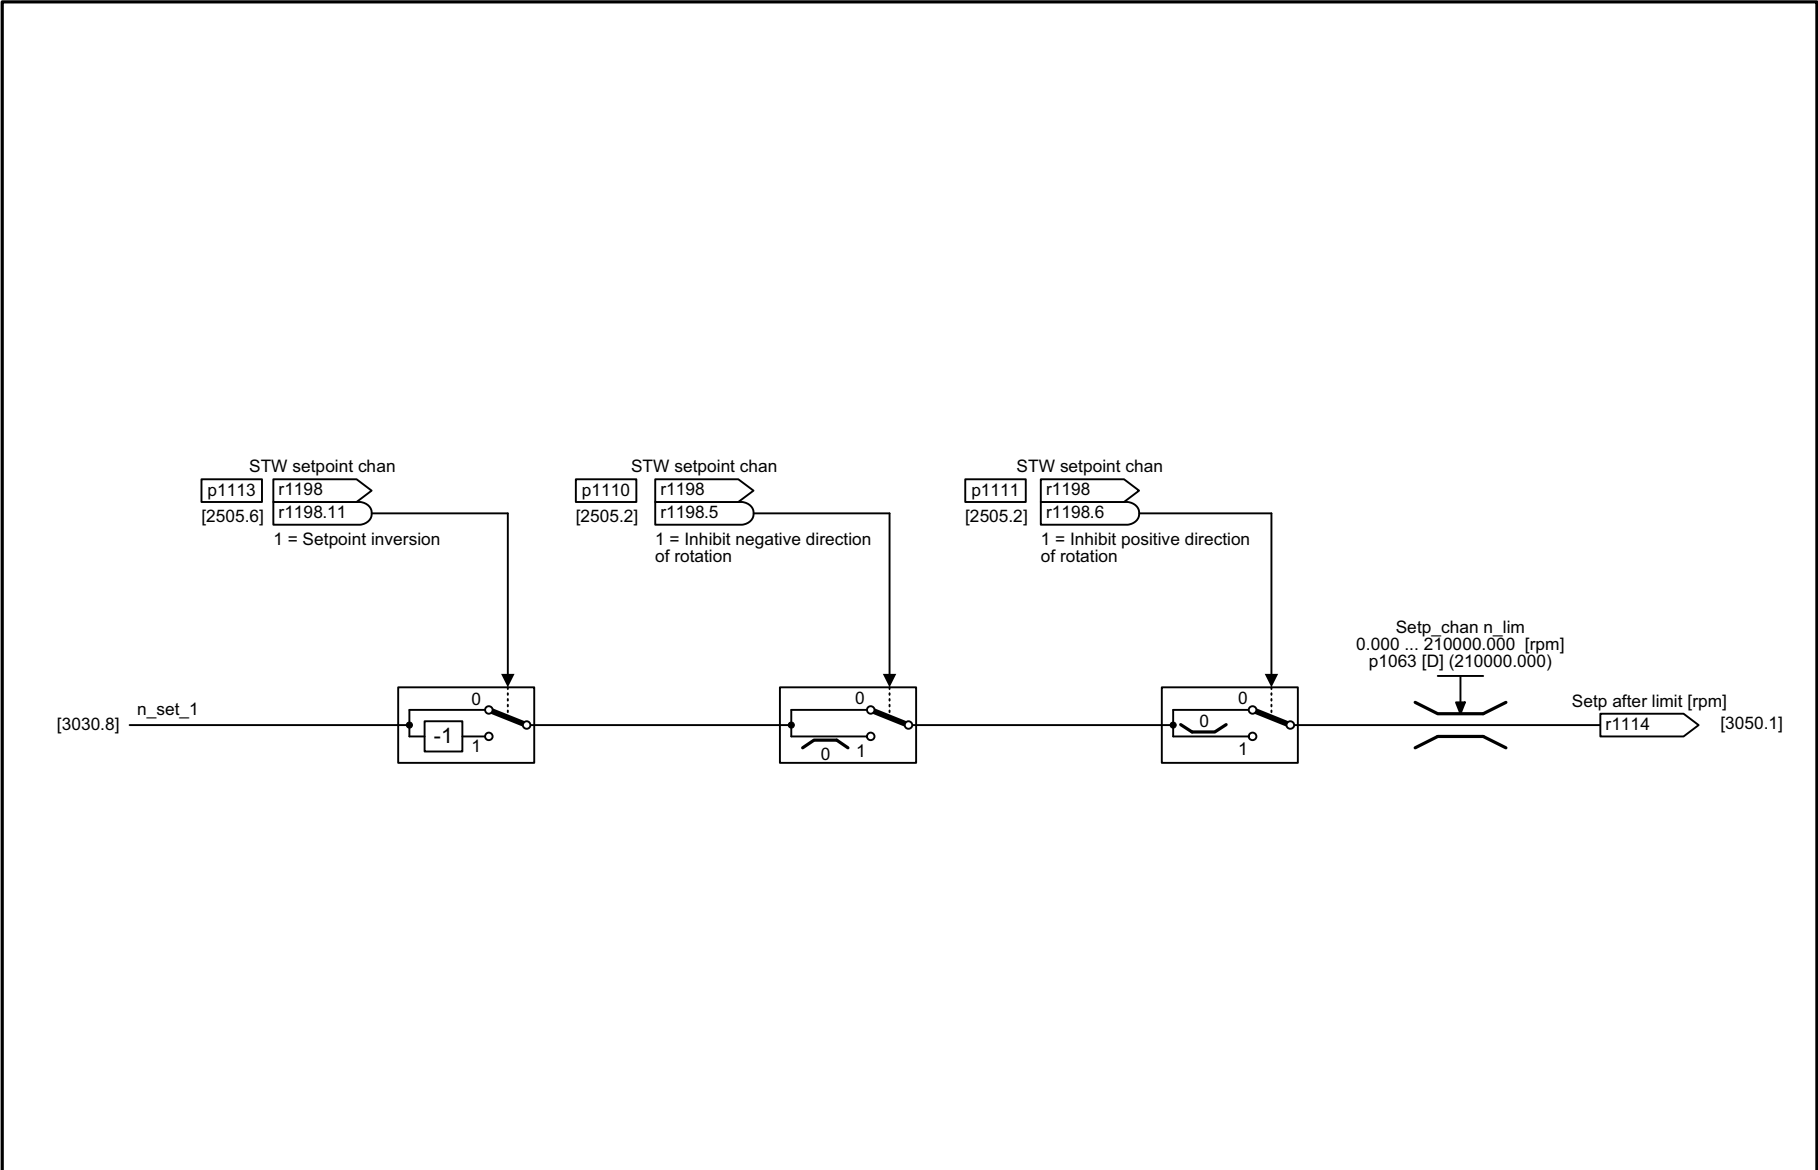 STW setpoint chan
p1113
r1198
[2505.6]
r1198.11
1 = Setpoint inversion
STW setpoint chan
p1110
r1198
[2505.2]
r1198.5
1 = Inhibit negative direction
of rotation
STW setpoint chan
p1111
r1198
[2505.2]
r1198.6
1 = Inhibit positive direction
of rotation
Setp_chan n_lim
0.000 ... 210000.000 [rpm]
p1063 [D] (210000.000)
[3030.8]
n_set_1
0
-1
1
0
0
1
0
0
1
Setp after limit [rpm]
r1114
[3050.1]